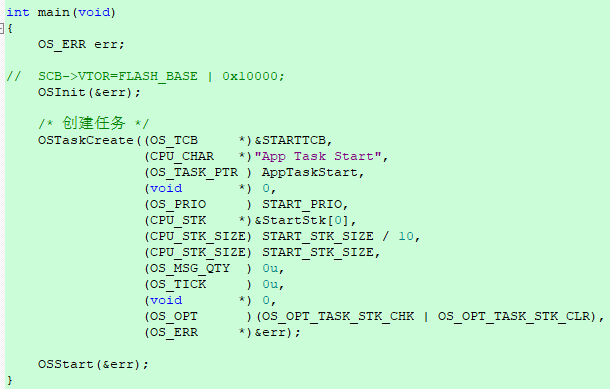 int main(void)
{
    OS_ERR err;
//  SCB->VTOR=FLASH_BASE | 0x10000;
    OSInit(&err);
    /* 创建任务 */
    OSTaskCreate((OS_TCB     *)&STARTTCB,
                 (CPU_CHAR   *)"App Task Start",
                 (OS_TASK_PTR ) AppTaskStart,
                 (void       *) 0,
                 (OS_PRIO     ) START_PRIO,
                 (CPU_STK    *)&StartStk[0],
                 (CPU_STK_SIZE) START_STK_SIZE / 10,
                 (CPU_STK_SIZE) START_STK_SIZE,
                 (OS_MSG_QTY  ) 0u,
                 (OS_TICK     ) 0u,
                 (void       *) 0,
                 (OS_OPT      )(OS_OPT_TASK_STK_CHK | OS_OPT_TASK_STK_CLR),
                 (OS_ERR     *)&err);
    OSStart(&err);
}